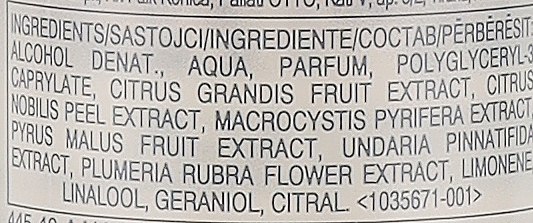 INGREDIENTS/SASTOJCI/INGREDIENTE/COCTAB/PËRBËRËSIT:
ALCOHOL DENAT., AQUA, PARFUM, POLYGLYCERYL-3
CAPRYLATE, CITRUS GRANDIS FRUIT EXTRACT, CITRUS
NOBILIS PEEL EXTRACT, MACROCYSTIS PYRIFERA EXTRACT,
PYRUS MALUS FRUIT EXTRACT, UNDARIA PINNATIFIDA
EXTRACT, PLUMERIA RUBRA FLOWER EXTRACT, LIMONENE,
LINALOOL, GERANIOL, CITRAL. <1035671-001>